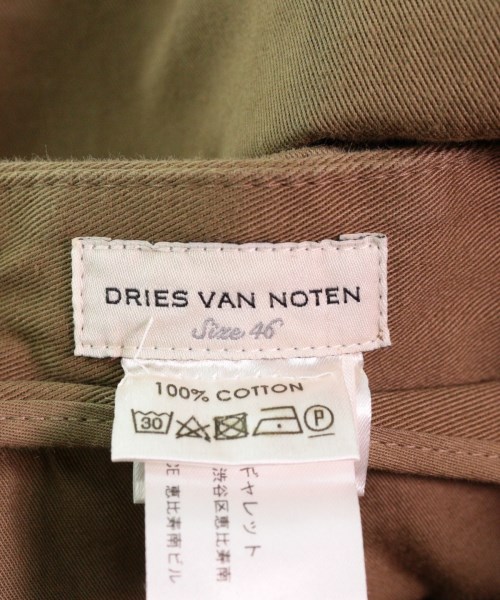 DRIES VAN NOTEN
Size 46
100% COTTON
30 P
ギャレット
渋谷区恵比寿南
恵比寿南ビル